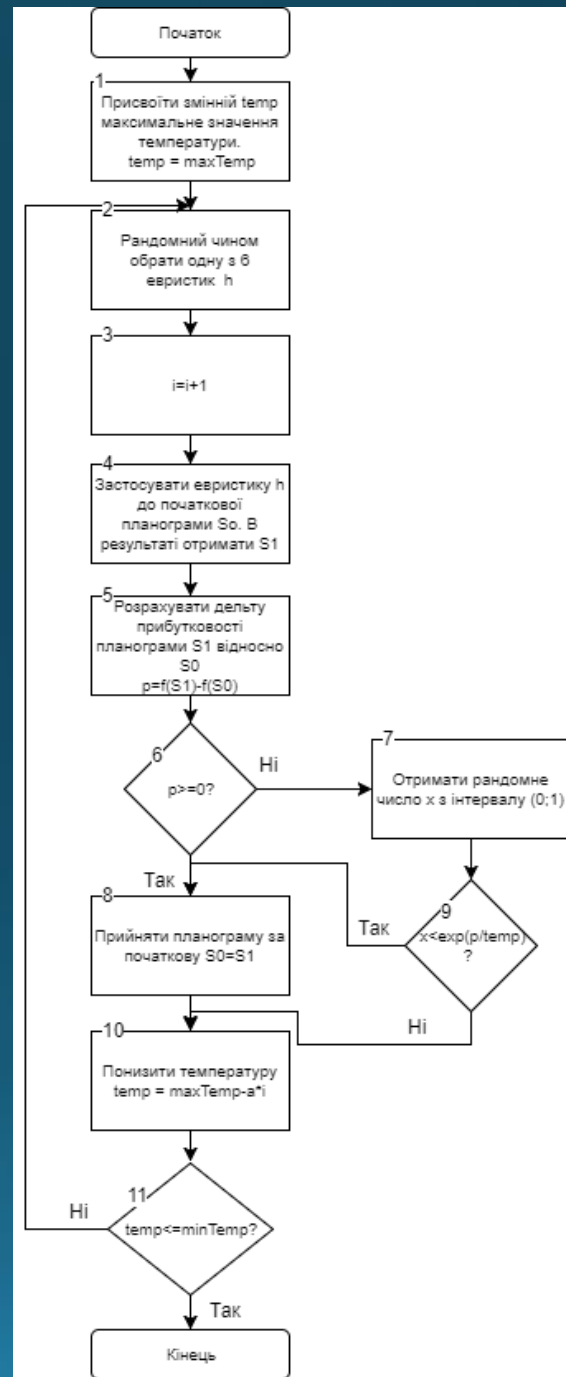 Початок
1
Присвоїти змінній temp
максимальне значення
температури.
temp = maxTemp
2
Рандомний чином
обрати одну з 6
евристик h
3
i=i+1
4
Застосувати евристику h
до початкової
планограми So. В
результаті отримати S1
5
Розрахувати дельту
прибутковості
планограми S1 відносно
S0
p=f(S1)-f(S0)
6
p>=0?
Ні
7
Отримати рандомне
число х з інтервалу (0;1)
Так
8
Прийняти планограму за
початкову S0=S1
9
x<exp(p/temp)
?
Так
Ні
10
Понизити температуру
temp = maxTemp-a*i
11
temp<=minTemp?
Ні
Так
Кінець